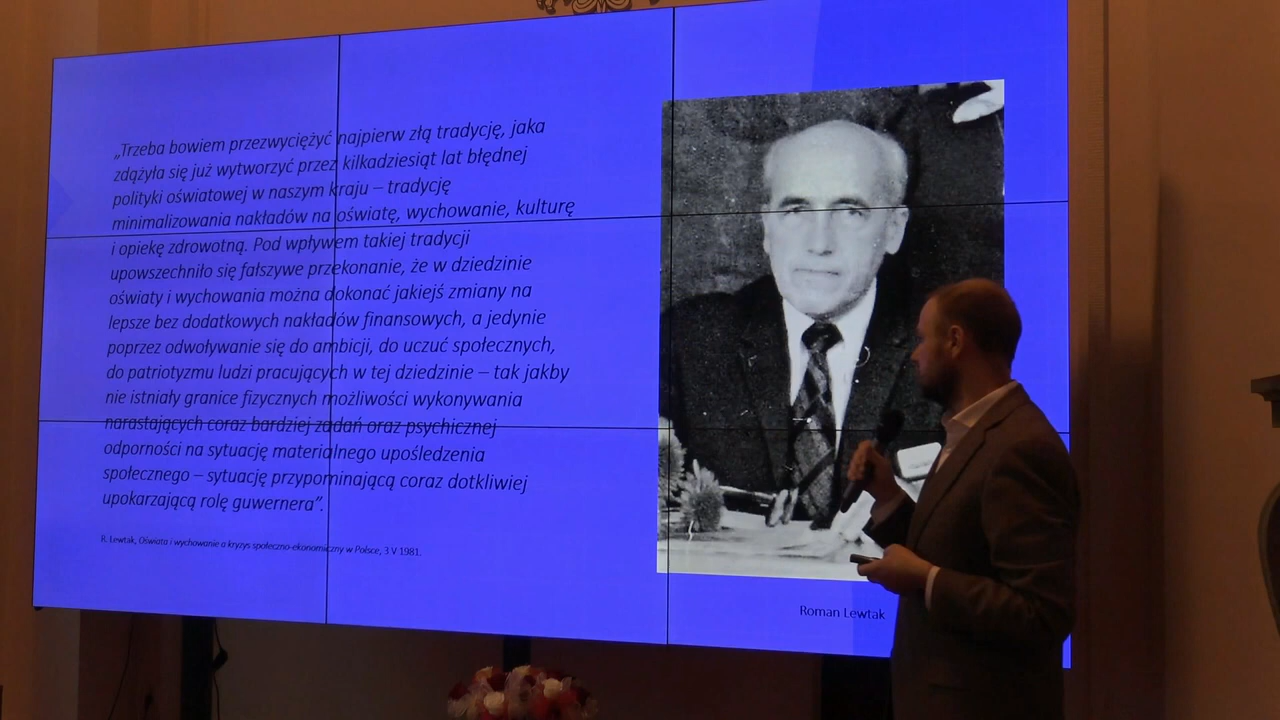 „Trzeba bowiem przezwyciężyć najpierw złą tradycję, jaka
zdążyła się już wytworzyć przez kilkadziesiąt lat błędnej
polityki oświatowej w naszym kraju – tradycję
minimalizowania nakładów na oświatę, wychowanie, kulturę
i opiekę zdrowotną. Pod wpływem takiej tradycji
upowszechniło się fałszywe przekonanie, że w dziedzinie
oświaty i wychowania można dokonać jakiejś zmiany na
lepsze bez dodatkowych nakładów finansowych, a jedynie
poprzez odwoływanie się do ambicji, do uczuć społecznych,
do patriotyzmu ludzi pracujących w tej dziedzinie – tak jakby
nie istniały granice fizycznych możliwości wykonywania
narastających coraz bardziej zadań oraz psychicznej
odporności na sytuację materialnego upośledzenia
społecznego – sytuację przypominającą coraz dotkliwiej
upokarzającą rolę guwernera”.
R. Lewtak, Oświata i wychowanie a kryzys społeczno-ekonomiczny w Polsce, 3 V 1981.
Roman Lewtak